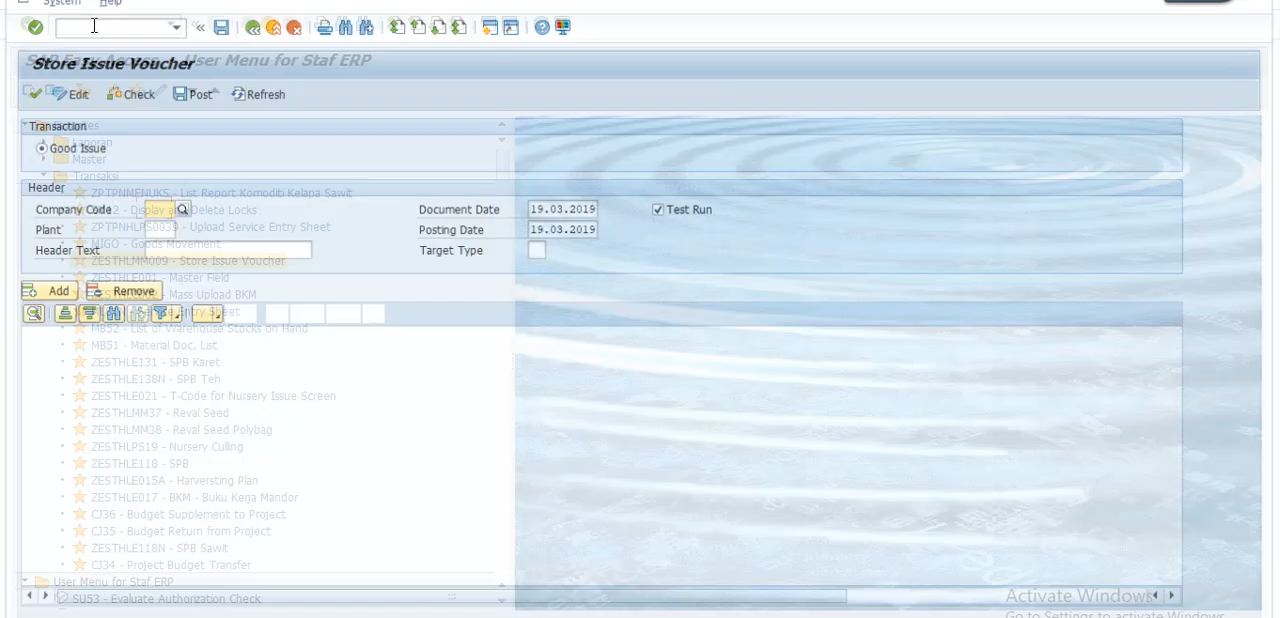 System Help
Store Issue Voucher
SAP Easy Access - User Menu for Staf ERP
Edit Check Post Refresh
Transaction
Good Issue
Laporan
Master
Transaksi
Header
ZPTPNMENUKS - List Report Komoditi Kelapa Sawit
Company Code
Display and Delete Locks
Document Date 19.03.2019 Test Run
Plant
ZPTPNHLPS0039 - Upload Service Entry Sheet
Posting Date 19.03.2019
MIGO - Goods Movement
Header Text
Target Type
ZESTHLMM009 - Store Issue Voucher
ZESTHLE001 - Master Field
Add Remove
Mass Upload BKM
Entry Sheet
MB52 - List of Warehouse Stocks on Hand
MB51 - Material Doc. List
ZESTHLE131 - SPB Karet
ZESTHLE138N - SPB Teh
ZESTHLE021 - T-Code for Nursery Issue Screen
ZESTHLMM37 - Reval Seed
ZESTHLMM38 - Reval Seed Polybag
ZESTHLPS19 - Nursery Culling
ZESTHLE118 - SPB
ZESTHLE015A - Harversting Plan
ZESTHLE017 - BKM - Buku Kerja Mandor
CJ36 - Budget Supplement to Project
CJ35 - Budget Return from Project
ZESTHLE118N - SPB Sawit
CJ34 - Project Budget Transfer
User Menu for Staf ERP
SU53 - Evaluate Authorization Check
Activate Windows
Go to Settings to activate Windows.